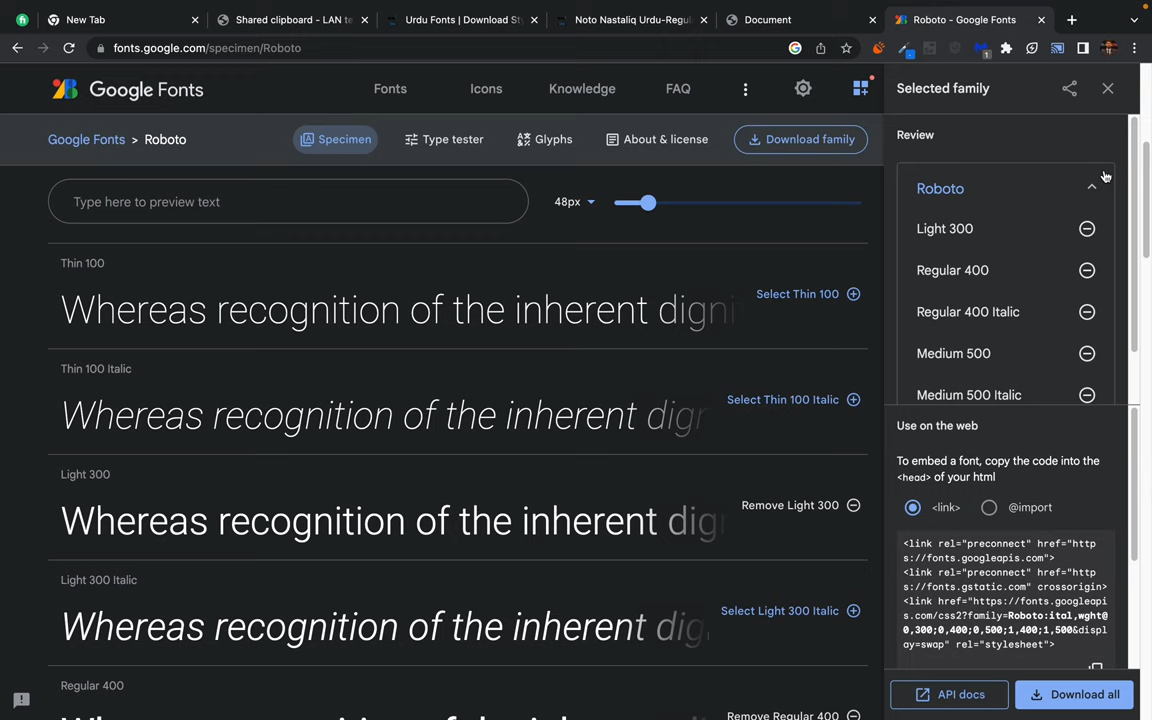 New Tab
Shared clipboard - LAN te
Urdu Fonts | Download St
Noto Nastaliq Urdu-Regu
Document
Roboto - Google Fonts
fonts.google.com/specimen/Roboto
1
Google Fonts
Fonts
Icons
Knowledge
FAQ
Selected family
Google Fonts > Roboto
Specimen
Type tester
Glyphs
About & license
Download family
Review
Type here to preview text
48px
Roboto
Light 300
Regular 400
Regular 400 Italic
Medium 500
Medium 500 Italic
Thin 100
Select Thin 100
Whereas recognition of the inherent digni
Thin 100 Italic
Select Thin 100 Italic
Whereas recognition of the inherent digr
Light 300
Remove Light 300
Whereas recognition of the inherent dign
Light 300 Italic
Select Light 300 Italic
Whereas recognition of the inherent dig
Regular 400
Remove Regular 400
Use on the web
To embed a font, copy the code into the
<head> of your html
<link>
@import
<link rel="preconnect" href="http
s://fonts.googleapis.com">
<link rel="preconnect" href="http
s://fonts.gstatic.com" crossorigin>
<link href="https://fonts.googleapi
s.com/css2?family=Roboto:ital,wght@
0,300;0,400;0,500;1,400;1,500&displ
ay=swap" rel="stylesheet">
API docs
Download all